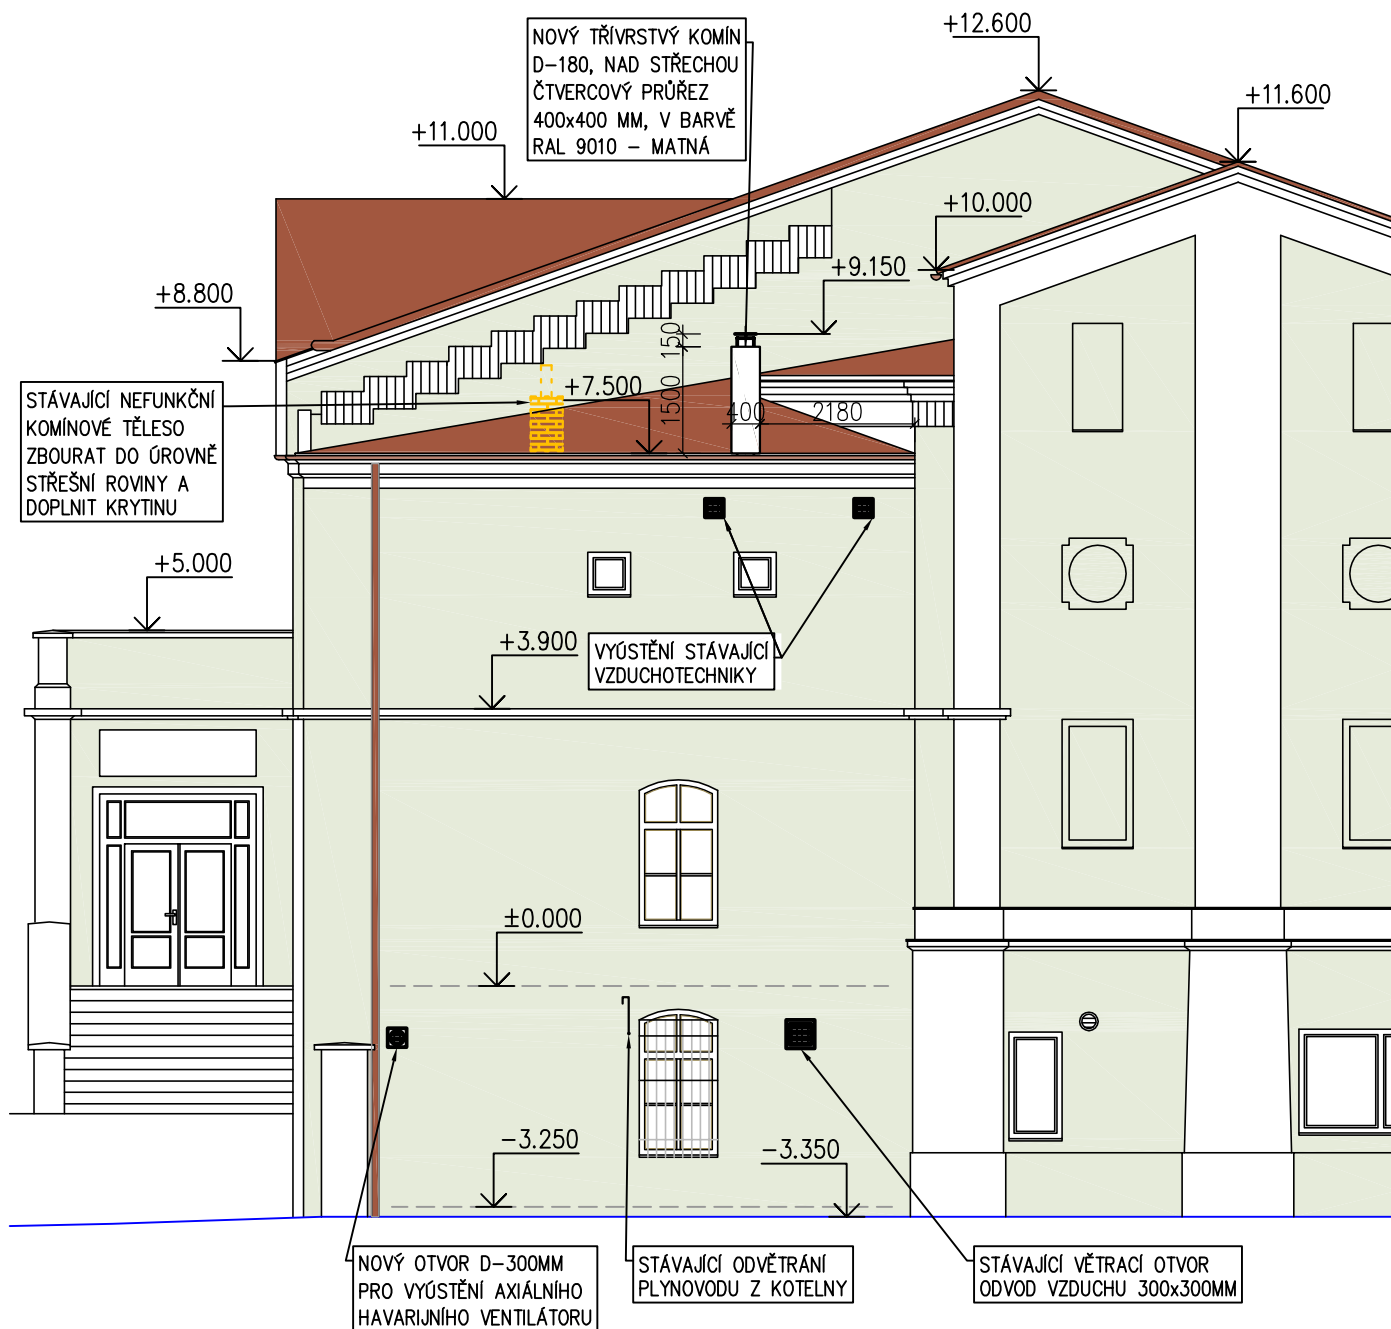 +12.600
NOVÝ TŘÍVRSTVÝ KOMÍN
D-180, NAD STŘECHOU
ČTVERCOVÝ PRŮŘEZ
400x400 MM, V BARVĚ
RAL 9010 - MATNÁ
+11.600
+11.000
+10.000
+9.150
+8.800
150
1500
+7.500
400
2180
STÁVAJÍCÍ NEFUNKČNÍ
KOMÍNOVÉ TĚLESO
ZBOURAT DO ÚROVNĚ
STŘEŠNÍ ROVINY A
DOPLNIT KRYTINU
+5.000
+3.900
VYÚSTĚNÍ STÁVAJÍCÍ
VZDUCHOTECHNIKY
±0.000
-3.250
-3.350
NOVÝ OTVOR D-300MM
PRO VYÚSTĚNÍ AXIÁLNÍHO
HAVARIJNÍHO VENTILÁTORU
STÁVAJÍCÍ ODVĚTRÁNÍ
PLYNOVODU Z KOTELNY
STÁVAJÍCÍ VĚTRACÍ OTVOR
ODVOD VZDUCHU 300x300MM